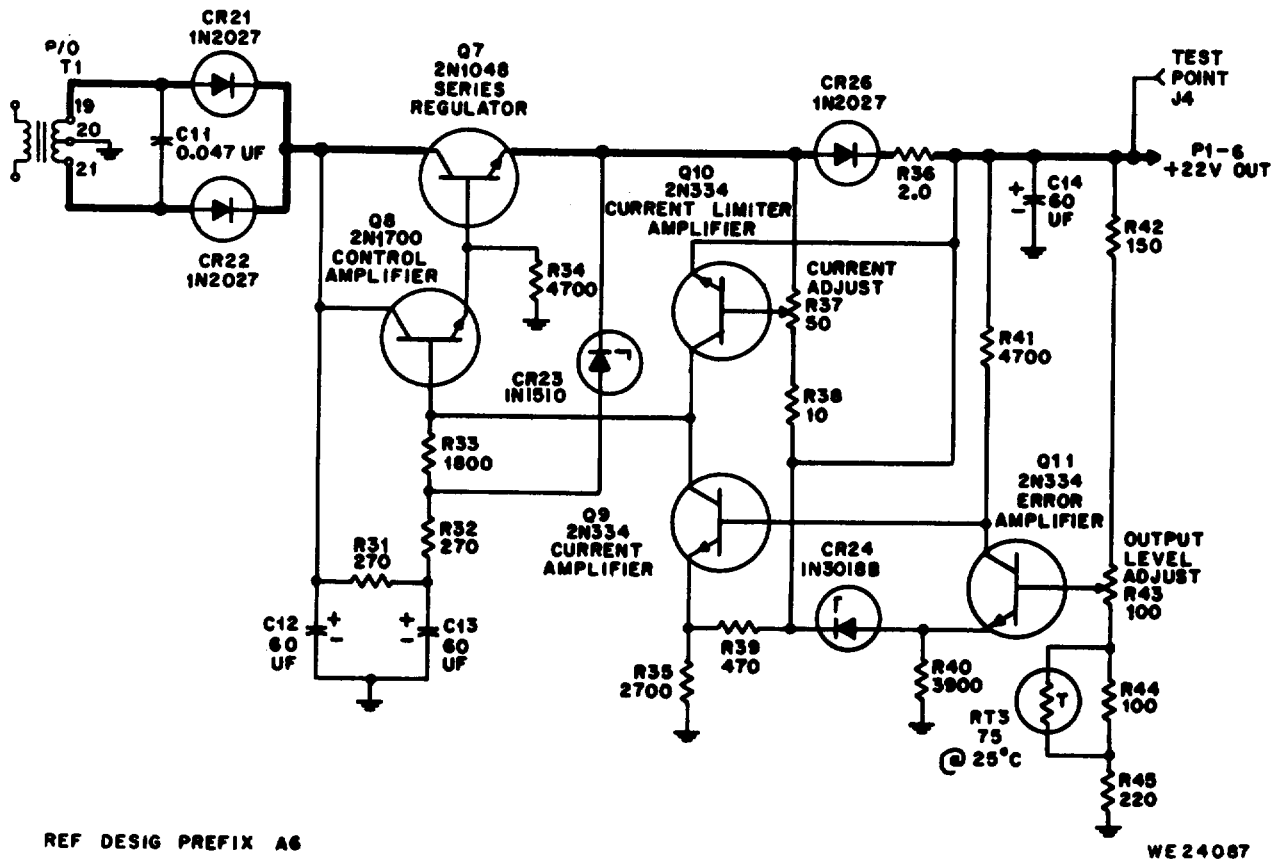 CR21
1N2027
P/O
T1
19
20
21
C11
0.047 UF
CR22
1N2027
Q7
2N1048
SERIES
REGULATOR
Q8
2N1700
CONTROL
AMPLIFIER
R34
4700
CR23
1N1510
R33
1800
R32
270
R31
270
C12
60
UF
+
-
+
-
C13
60
UF
Q10
2N334
CURRENT LIMITER
AMPLIFIER
CR26
1N2027
R36
2.0
CURRENT
ADJUST
R37
50
R38
10
Q9
2N334
CURRENT
AMPLIFIER
R35
2700
R39
470
CR24
1N3018B
R40
3900
TEST
POINT
J4
P1-6
+22V OUT
+
-
C14
60
UF
R42
150
R41
4700
Q11
2N334
ERROR
AMPLIFIER
OUTPUT
LEVEL
ADJUST
R43
100
T
RT3
75
@ 25°C
R44
100
R45
220
REF DESIG PREFIX A6
WE 24087